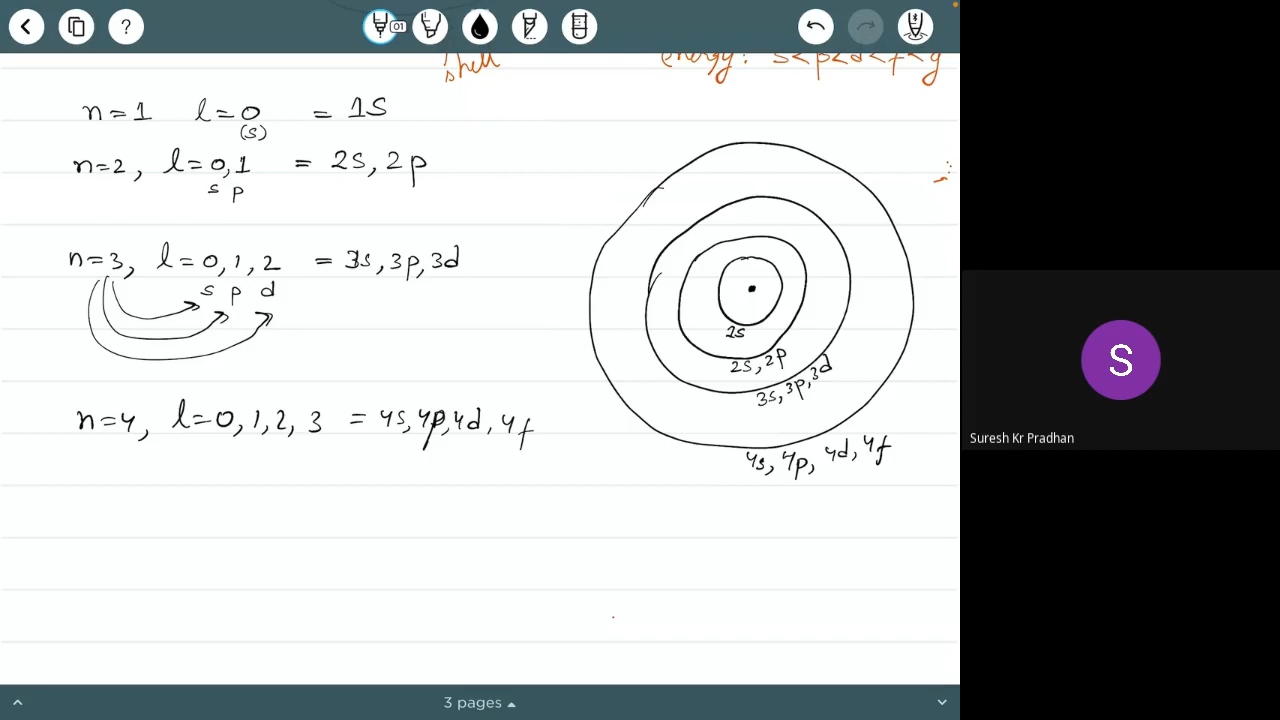 01
shell
energy: s<p<d<f<g
n=1 l=0 = 1S
(s)
n=2, l=0,1 = 2s, 2p
s p
n=3, l=0,1,2 = 3s, 3p, 3d
s p d
n=4, l=0,1,2,3 = 4s, 4p, 4d, 4f
1s
2s, 2p
3s, 3p, 3d
4s, 4p, 4d, 4f
S
Suresh Kr Pradhan
3 pages